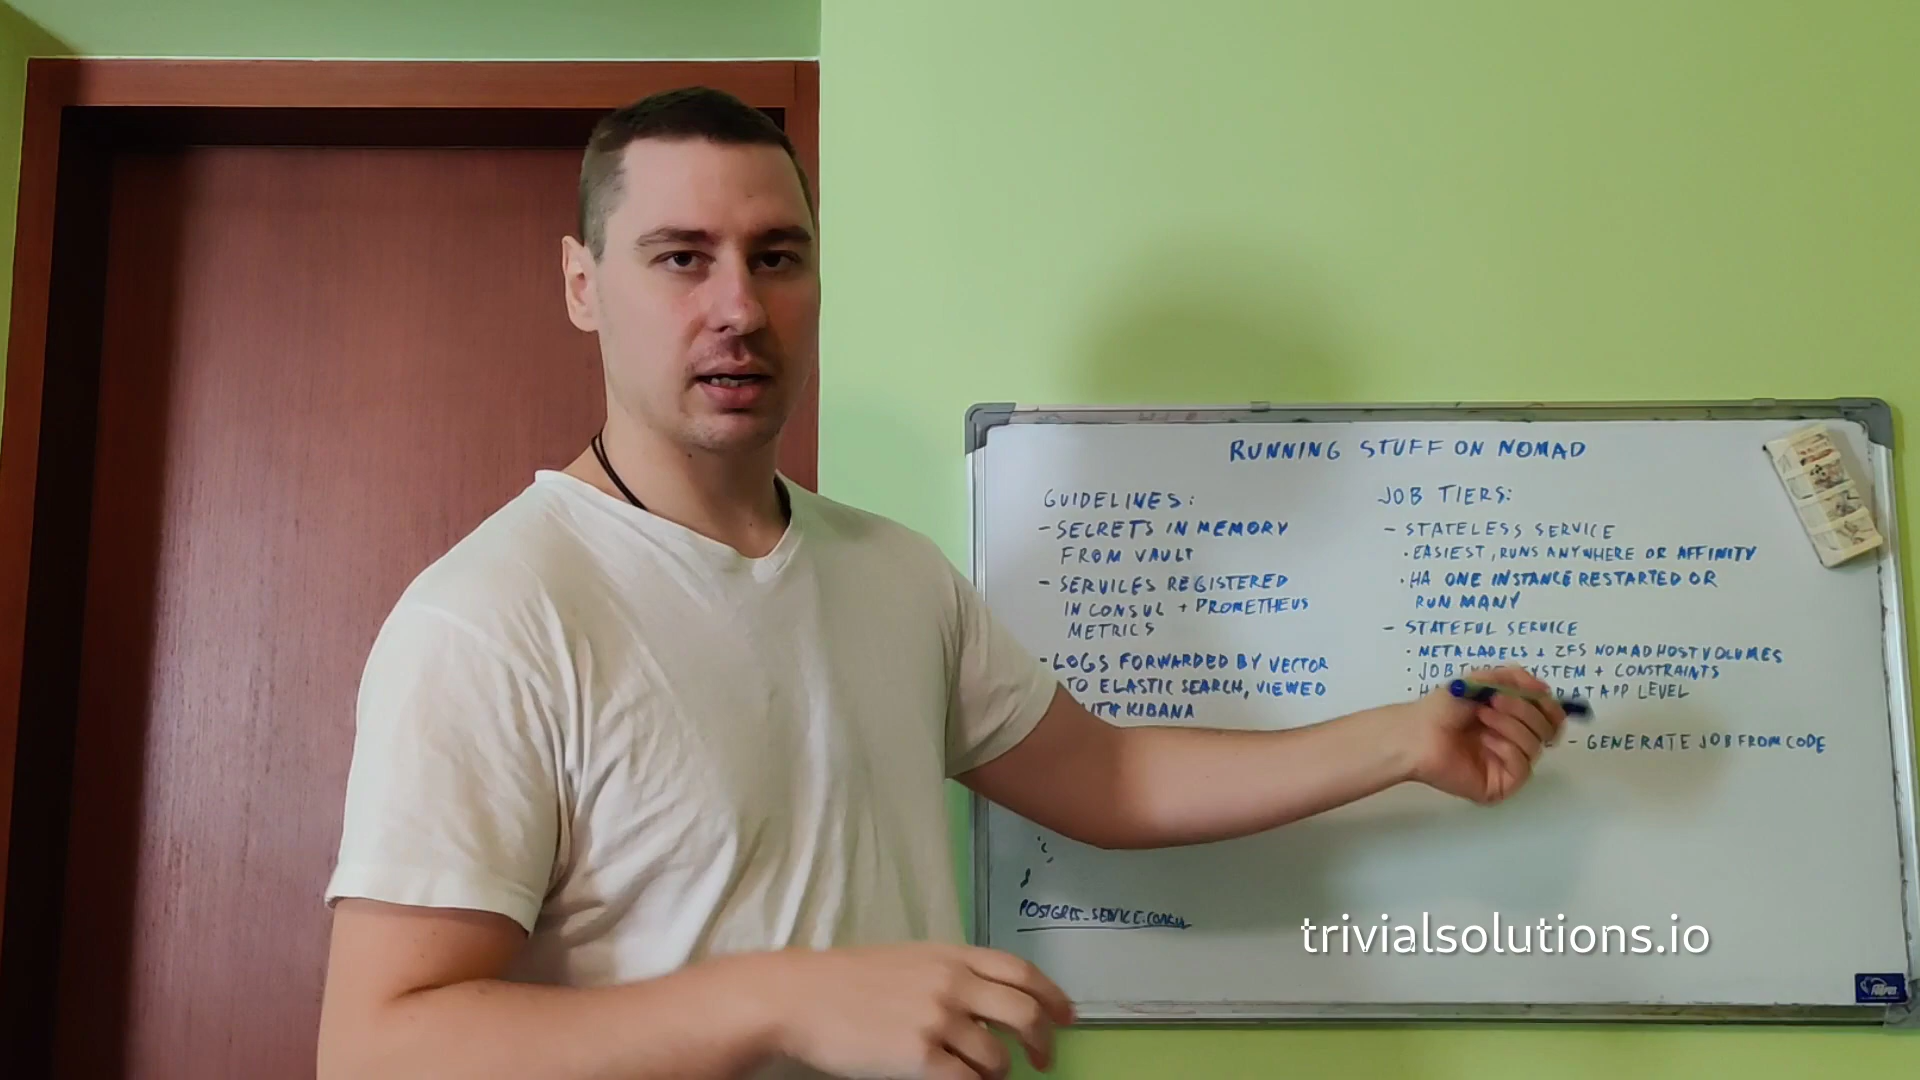 RUNNING STUFF ON NOMAD
GUIDELINES:
- SECRETS IN MEMORY
FROM VAULT
- SERVICES REGISTERED
IN CONSUL + PROMETHEUS
METRICS
- LOGS FORWARDED BY VECTOR
TO ELASTIC SEARCH, VIEWED
WITH KIBANA
JOB TIERS:
- STATELESS SERVICE
· EASIEST, RUNS ANYWHERE OR AFFINITY
· HA ONE INSTANCE RESTARTED OR
RUN MANY
- STATEFUL SERVICE
· META LABELS + ZFS NOMAD HOST VOLUMES
· JOB TYPE SYSTEM + CONSTRAINTS
· AT APP LEVEL
- GENERATE JOB FROM CODE
trivialsolutions.io